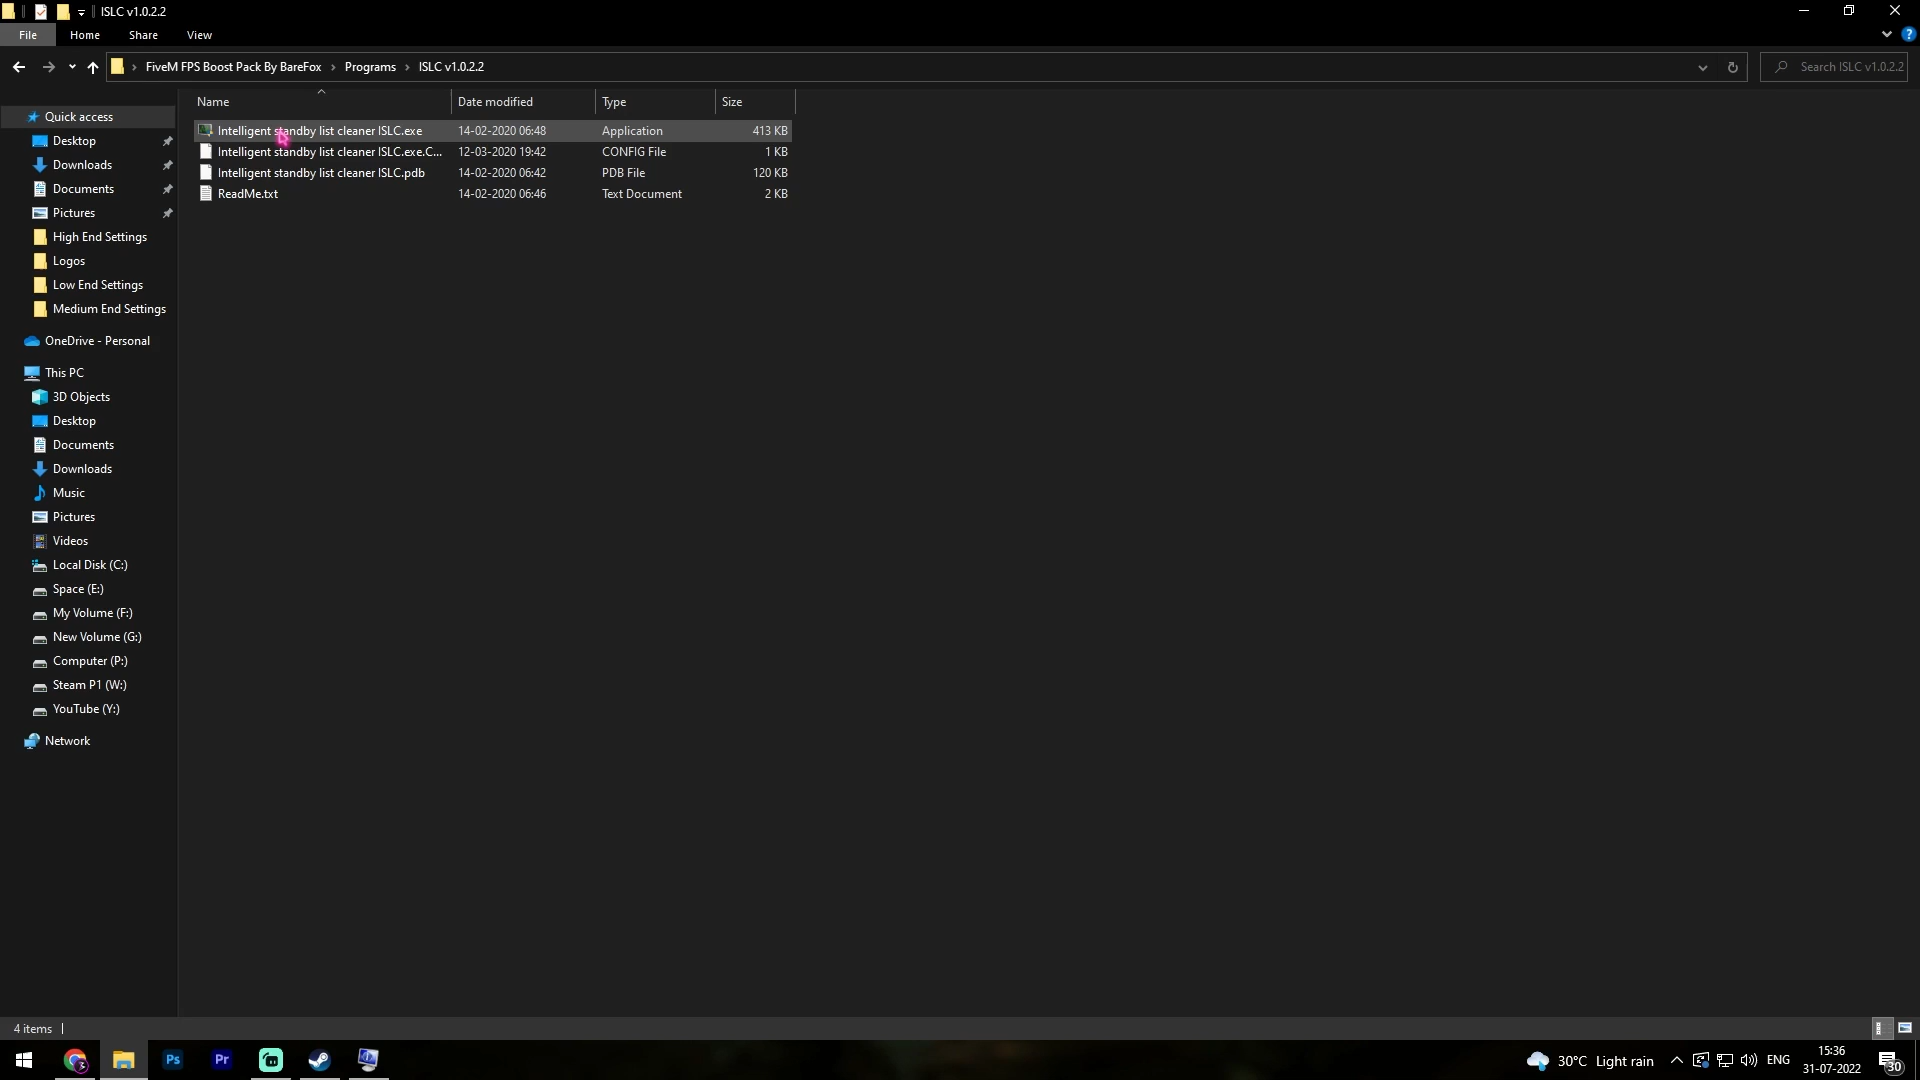 ISLC v1.0.2.2
File Home Share View
FiveM FPS Boost Pack By BareFox > Programs > ISLC v1.0.2.2
Search ISLC v1.0.2.2
Name Date modified Type Size
Intelligent standby list cleaner ISLC.exe 14-02-2020 06:48 Application 413 KB
Intelligent standby list cleaner ISLC.exe.C... 12-03-2020 19:42 CONFIG File 1 KB
Intelligent standby list cleaner ISLC.pdb 14-02-2020 06:42 PDB File 120 KB
ReadMe.txt 14-02-2020 06:46 Text Document 2 KB
Quick access
Desktop
Downloads
Documents
Pictures
High End Settings
Logos
Low End Settings
Medium End Settings
OneDrive - Personal
This PC
3D Objects
Desktop
Documents
Downloads
Music
Pictures
Videos
Local Disk (C:)
Space (E:)
My Volume (F:)
New Volume (G:)
Computer (P:)
Steam P1 (W:)
YouTube (Y:)
Network
4 items
Ps Pr
30°C Light rain
ENG
15:36
31-07-2022
30